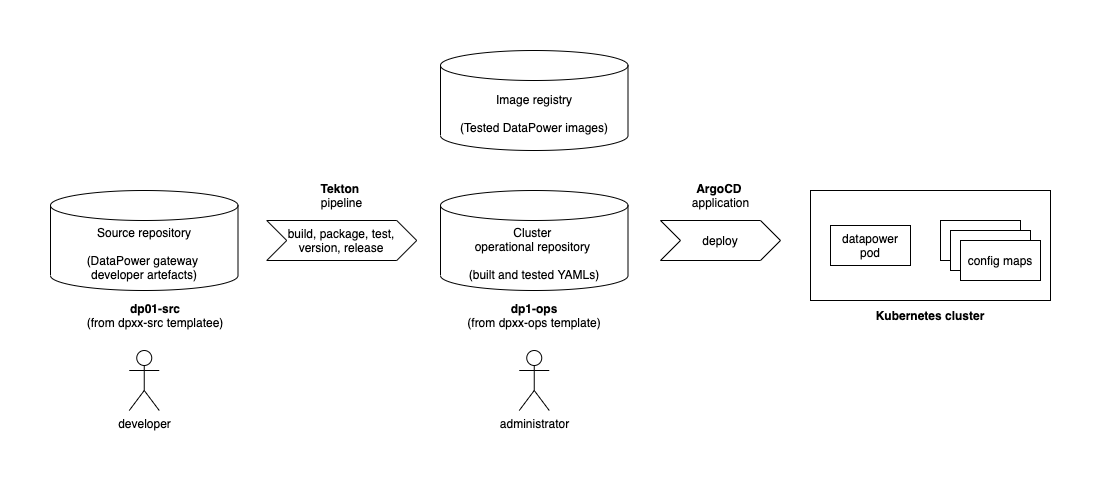 Image registry
(Tested DataPower images)
Source repository
(DataPower gateway
developer artefacts)
dp01-src
(from dpxx-src templatee)
developer
Tekton
pipeline
build, package, test,
version, release
Cluster
operational repository
(built and tested YAMLs)
dp1-ops
(from dpxx-ops template)
administrator
ArgoCD
application
deploy
datapower
pod
config maps
Kubernetes cluster